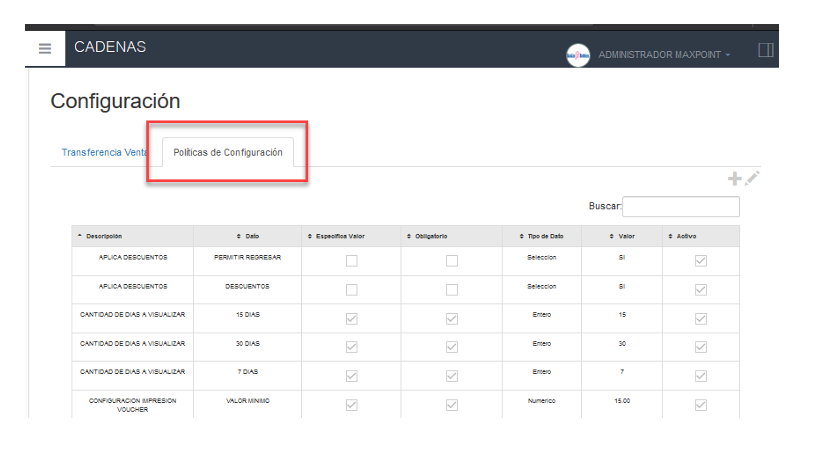 CADENAS
ADMINISTRADOR MAXPOINT
Configuración
Transferencia Venta
Políticas de Configuración
Buscar:
Descripción Dato Especifica Valor Obligatorio Tipo de Dato Valor Activo
APLICA DESCUENTOS PERMITIR REGRESAR Seleccion SI
APLICA DESCUENTOS DESCUENTOS Seleccion SI
CANTIDAD DE DIAS A VISUALIZAR 15 DIAS Entero 15
CANTIDAD DE DIAS A VISUALIZAR 30 DIAS Entero 30
CANTIDAD DE DIAS A VISUALIZAR 7 DIAS Entero 7
CONFIGURACION IMPRESION VALOR MINIMO Numerico 15.00
VOUCHER